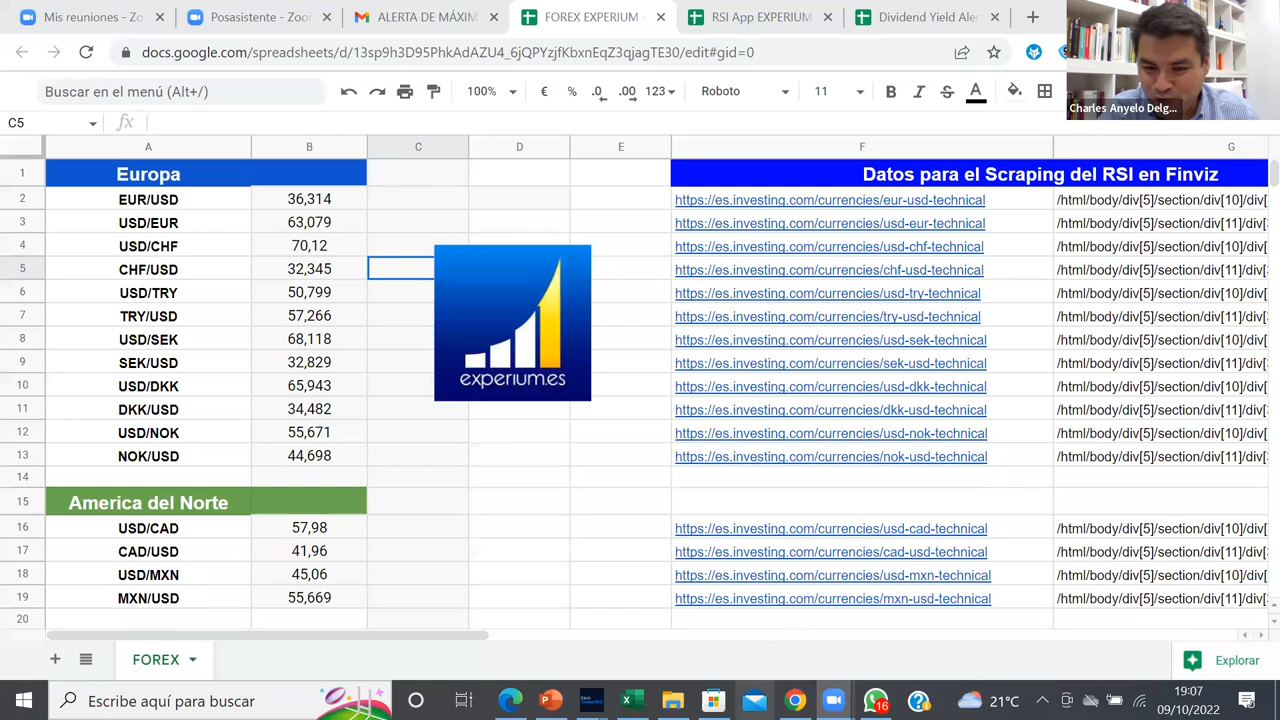 Mis reuniones - Zoo
Posasistente - Zoo
ALERTA DE MÁXIM
FOREX EXPERIUM -
RSI App EXPERIUM
Dividend Yield Aler
docs.google.com/spreadsheets/d/13sp9h3D95PhkAdAZU4_6jQPYzjfKbxnEqZ3qjagTE30/edit#gid=0
Charles Anyelo Delg...
Buscar en el menú (Alt+/)
100% € % .0 .00 123 Roboto 11 B I S A
C5 fx
A B C D E F G
1 Europa Datos para el Scraping del RSI en Finviz
2 EUR/USD 36,314 https://es.investing.com/currencies/eur-usd-technical /html/body/div[5]/section/div[10]/div[
3 USD/EUR 63,079 https://es.investing.com/currencies/usd-eur-technical /html/body/div[5]/section/div[11]/div[
4 USD/CHF 70,12 https://es.investing.com/currencies/usd-chf-technical /html/body/div[5]/section/div[10]/div[
5 CHF/USD 32,345 https://es.investing.com/currencies/chf-usd-technical /html/body/div[5]/section/div[11]/div[
6 USD/TRY 50,799 https://es.investing.com/currencies/usd-try-technical /html/body/div[5]/section/div[10]/div[
7 TRY/USD 57,266 https://es.investing.com/currencies/try-usd-technical /html/body/div[5]/section/div[11]/div[
8 USD/SEK 68,118 https://es.investing.com/currencies/usd-sek-technical /html/body/div[5]/section/div[10]/div[
9 SEK/USD 32,829 https://es.investing.com/currencies/sek-usd-technical /html/body/div[5]/section/div[11]/div[
experium.es
10 USD/DKK 65,943 https://es.investing.com/currencies/usd-dkk-technical /html/body/div[5]/section/div[10]/div[
11 DKK/USD 34,482 https://es.investing.com/currencies/dkk-usd-technical /html/body/div[5]/section/div[11]/div[
12 USD/NOK 55,671 https://es.investing.com/currencies/usd-nok-technical /html/body/div[5]/section/div[10]/div[
13 NOK/USD 44,698 https://es.investing.com/currencies/nok-usd-technical /html/body/div[5]/section/div[11]/div[
14
15 America del Norte
16 USD/CAD 57,98 https://es.investing.com/currencies/usd-cad-technical /html/body/div[5]/section/div[10]/div[
17 CAD/USD 41,96 https://es.investing.com/currencies/cad-usd-technical /html/body/div[5]/section/div[11]/div[
18 USD/MXN 45,06 https://es.investing.com/currencies/usd-mxn-technical /html/body/div[5]/section/div[10]/div[
19 MXN/USD 55,669 https://es.investing.com/currencies/mxn-usd-technical /html/body/div[5]/section/div[11]/div[
20
FOREX
Explorar
Escribe aquí para buscar
16
21°C
19:07
09/10/2022